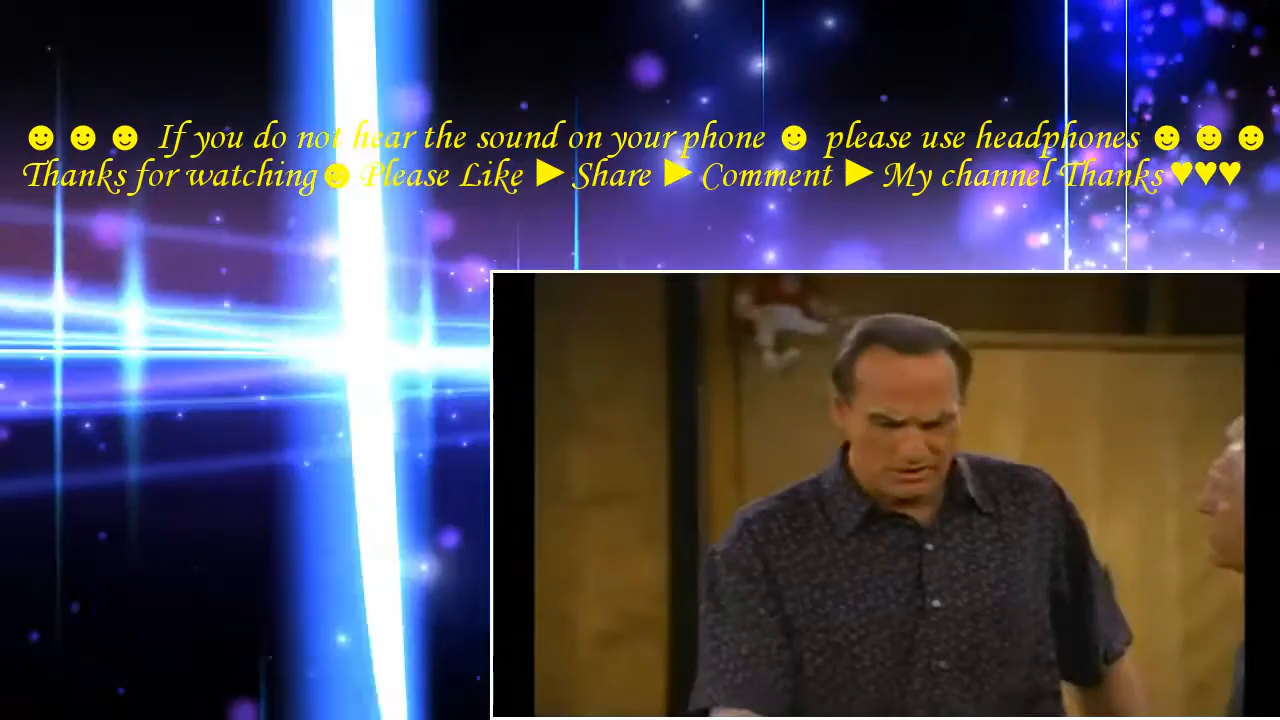 ☻☻☻ If you do not hear the sound on your phone ☻ please use headphones ☻☻☻
Thanks for watching☻ Please Like ► Share ► Comment ► My channel Thanks ♥♥♥